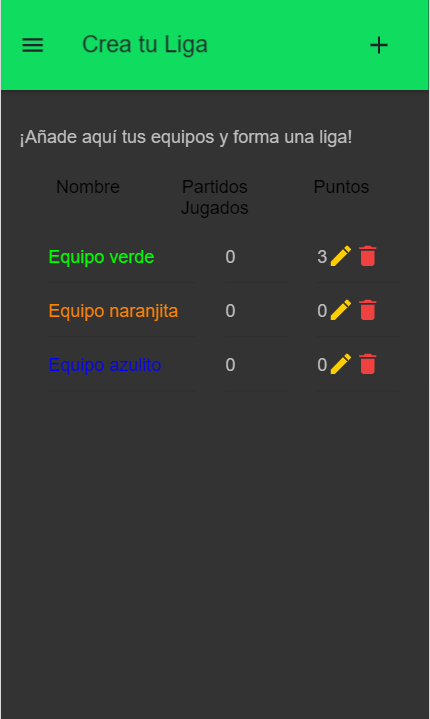 Crea tu Liga
¡Añade aquí tus equipos y forma una liga!
Nombre Partidos Jugados Puntos
Equipo verde 0 3
Equipo naranjita 0 0
Equipo azulito 0 0